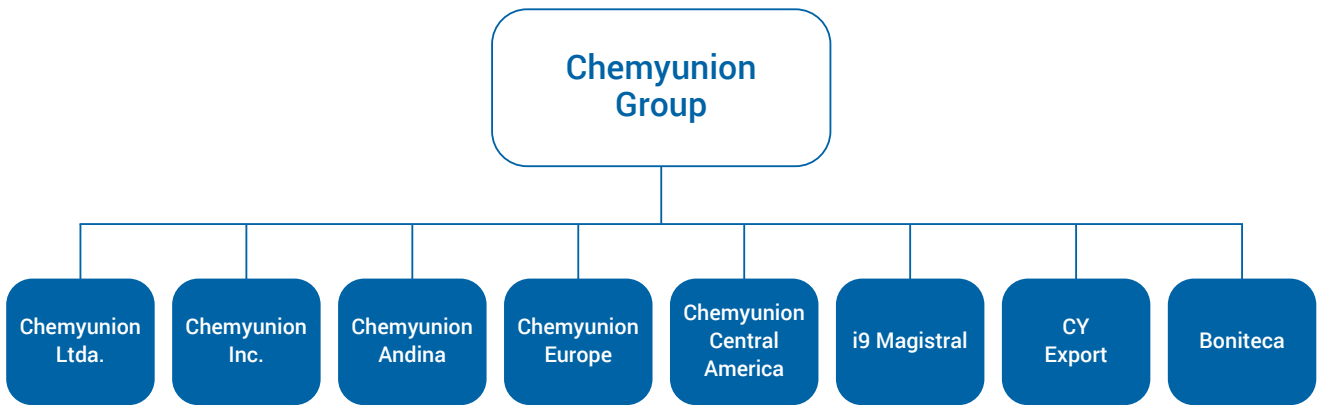 Chemyunion
Group
Chemyunion
Ltda.
Chemyunion
Inc.
Chemyunion
Andina
Chemyunion
Europe
Chemyunion
Central
America
i9 Magistral
CY
Export
Boniteca